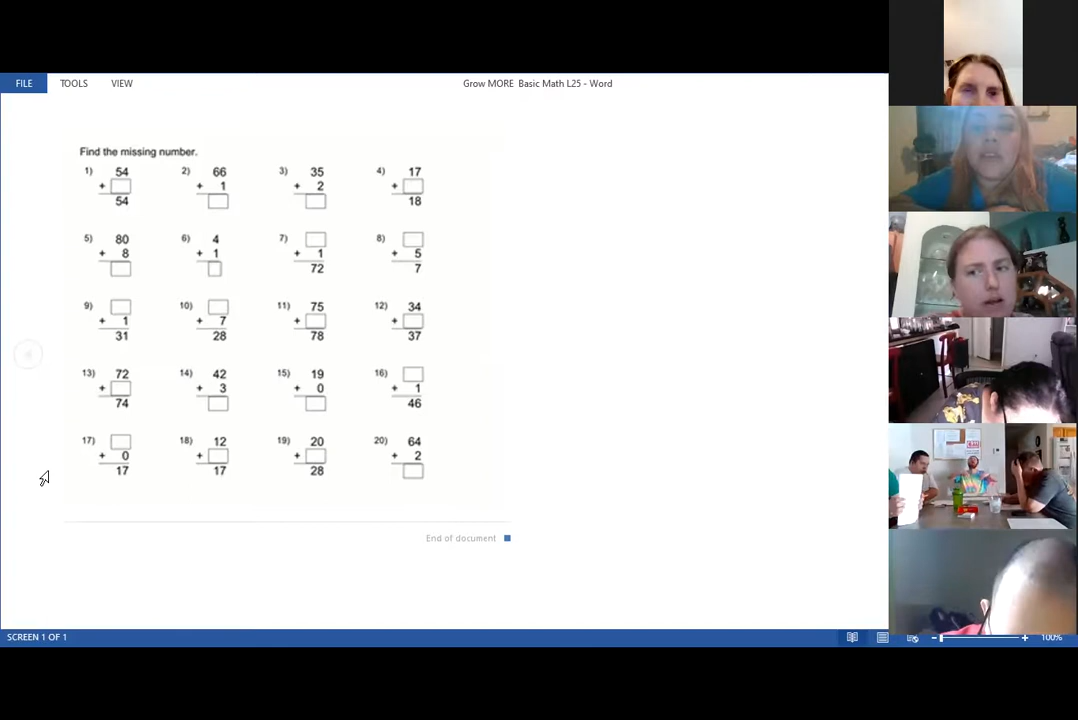 FILE TOOLS VIEW Grow MORE Basic Math L25 - Word
Find the missing number.
1) 54 2) 66 3) 35 4) 17
+ + 1 + 2 +
54 18
5) 80 6) 4 7) 8)
+ 8 + 1 + 1 + 5
72 7
9) 10) 11) 75 12) 34
+ 1 + 7 + +
31 28 78 37
13) 72 14) 42 15) 19 16)
+ + 3 + 0 + 1
74 46
17) 18) 12 19) 20 20) 64
+ 0 + + + 2
17 17 28
End of document
SCREEN 1 OF 1 100%